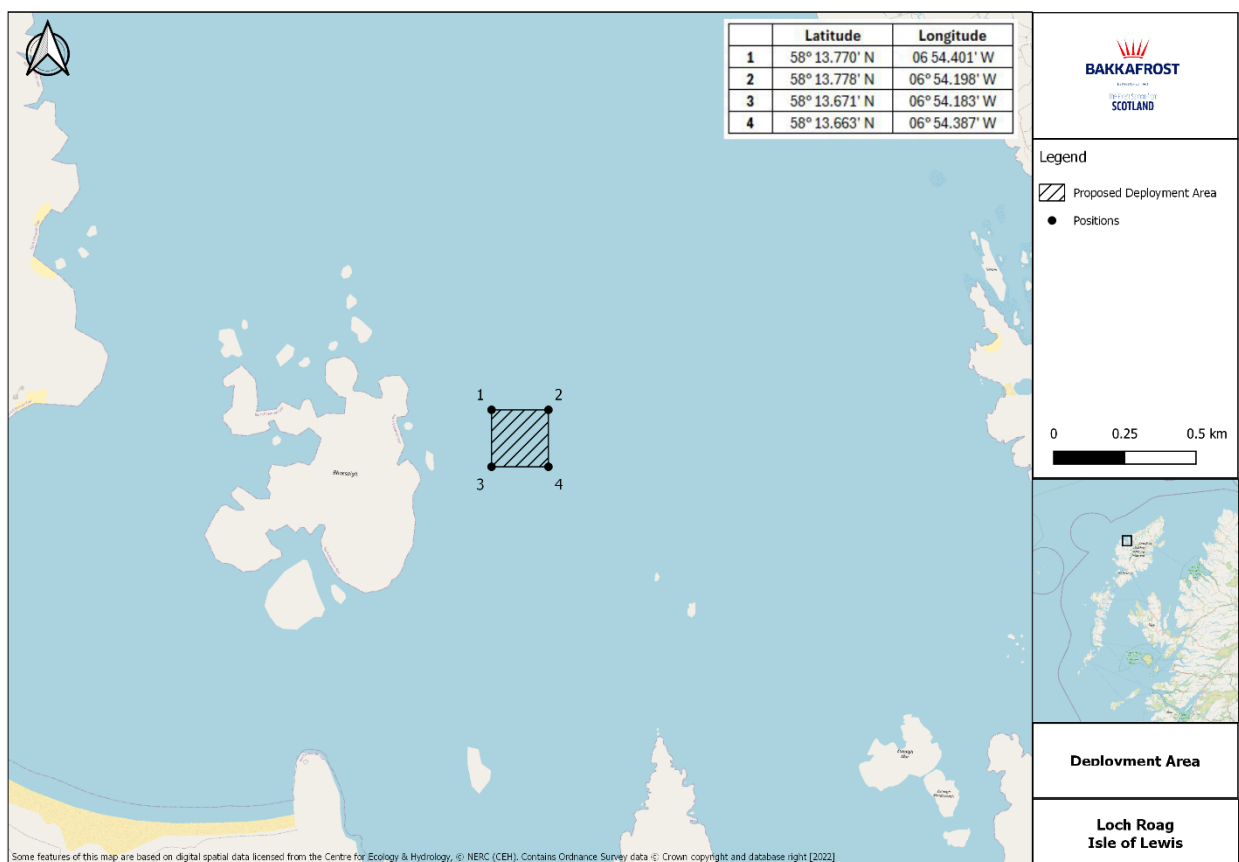 Latitude Longitude
1 58° 13.770' N 06 54.401' W
2 58° 13.778' N 06° 54.198' W
3 58° 13.671' N 06° 54.183' W
4 58° 13.663' N 06° 54.387' W
BAKKAFROST
SCOTLAND
Legend
Proposed Deployment Area
Positions
1 2
3 4
0 0.25 0.5 km
Deployment Area
Loch Roag
Isle of Lewis
Some features of this map are based on digital spatial data licensed from the Centre for Ecology & Hydrology, © NERC (CEH). Contains Ordnance Survey data © Crown copyright and database right [2022]